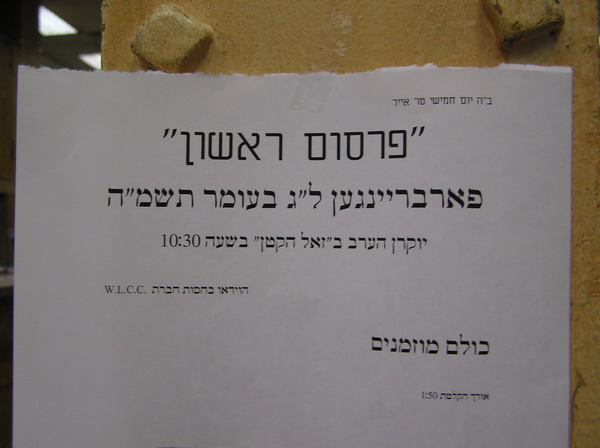 ב"ה יום חמישי טו' אייר
"פרסום ראשון"
פארבריינגען ל"ג בעומר תשמ"ה
יוקרן הערב ב"זאל הקטן" בשעה 10:30
הוידאו בחסות חברת W.L.C.C.
כולם מוזמנים
אורך הקלטת 1:50